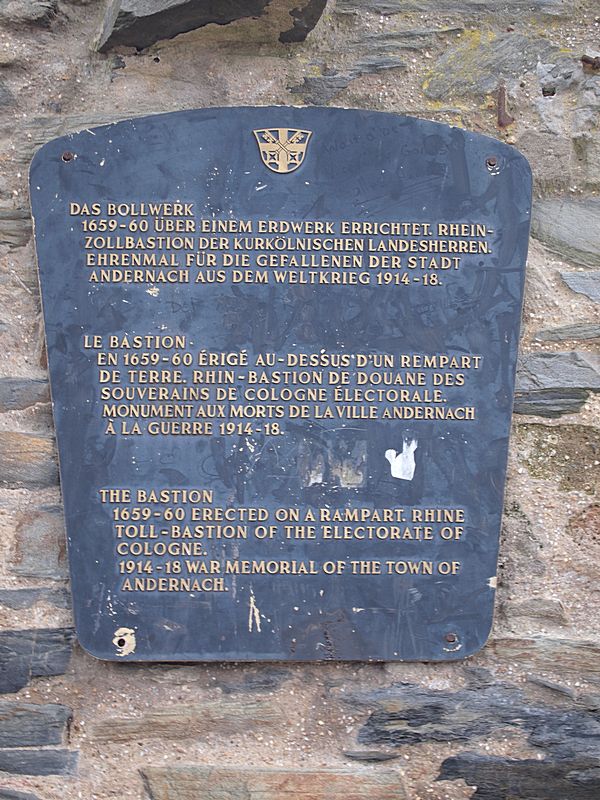 DAS BOLLWERK
1659-60 ÜBER EINEM ERDWERK ERRICHTET. RHEIN-
ZOLLBASTION DER KURKÖLNISCHEN LANDESHERREN.
EHRENMAL FÜR DIE GEFALLENEN DER STADT
ANDERNACH AUS DEM WELTKRIEG 1914-18.
LE BASTION·
EN 1659-60 ÉRIGÉ AU-DESSUS D'UN REMPART
DE TERRE. RHIN-BASTION DE DOUANE DES
SOUVERAINS DE COLOGNE ÉLECTORALE.
MONUMENT AUX MORTS DE LA VILLE ANDERNACH
À LA GUERRE 1914-18.
THE BASTION
1659-60 ERECTED ON A RAMPART. RHINE
TOLL-BASTION OF THE ELECTORATE OF
COLOGNE.
1914-18 WAR MEMORIAL OF THE TOWN OF
ANDERNACH.